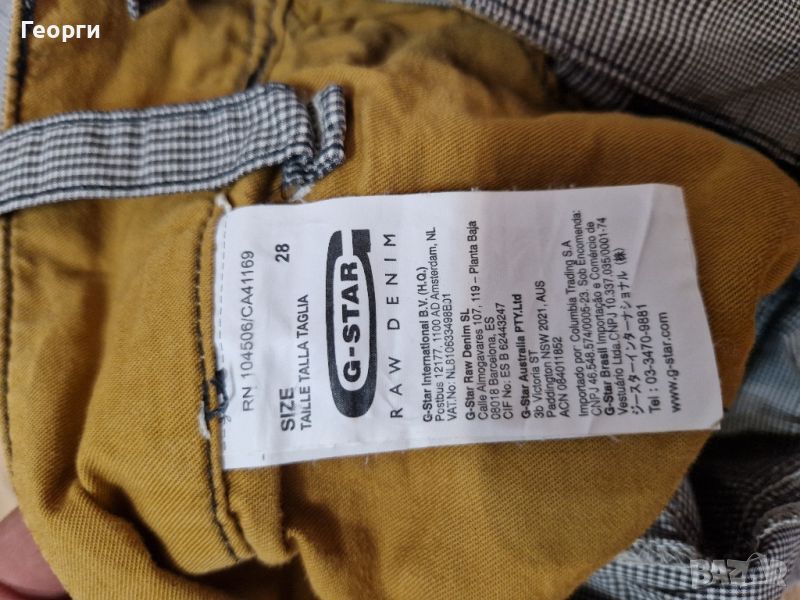 Георги
RN 104506/CA41169
SIZE 28
TAILLE TALLA TAGLIA
G-STAR
RAW DENIM
G-Star International B.V. (H.Q.)
Postbus 12177, 1100 AD Amsterdam, NL
VAT.No: NL810633498B01
G-Star Raw Denim SL
Calle Almogavares 107, 119 – Planta Baja
08018 Barcelona, ES
CIF No: ES B 62443247
G-Star Australia PTY.Ltd
3b Victoria ST
Paddington NSW 2021, AUS
ACN 064011852
Importado por: Columbia Trading S.A
CNPJ 46.548.574/0005-23. Sob Encomenda:
G-Star Brasil Importação e Comércio de
Vestuário Ltda.CNPJ 10.337.035/0001-74
ジースターインターナショナル (株)
Tel : 03-3470-9881
www.g-star.com
BAZAR